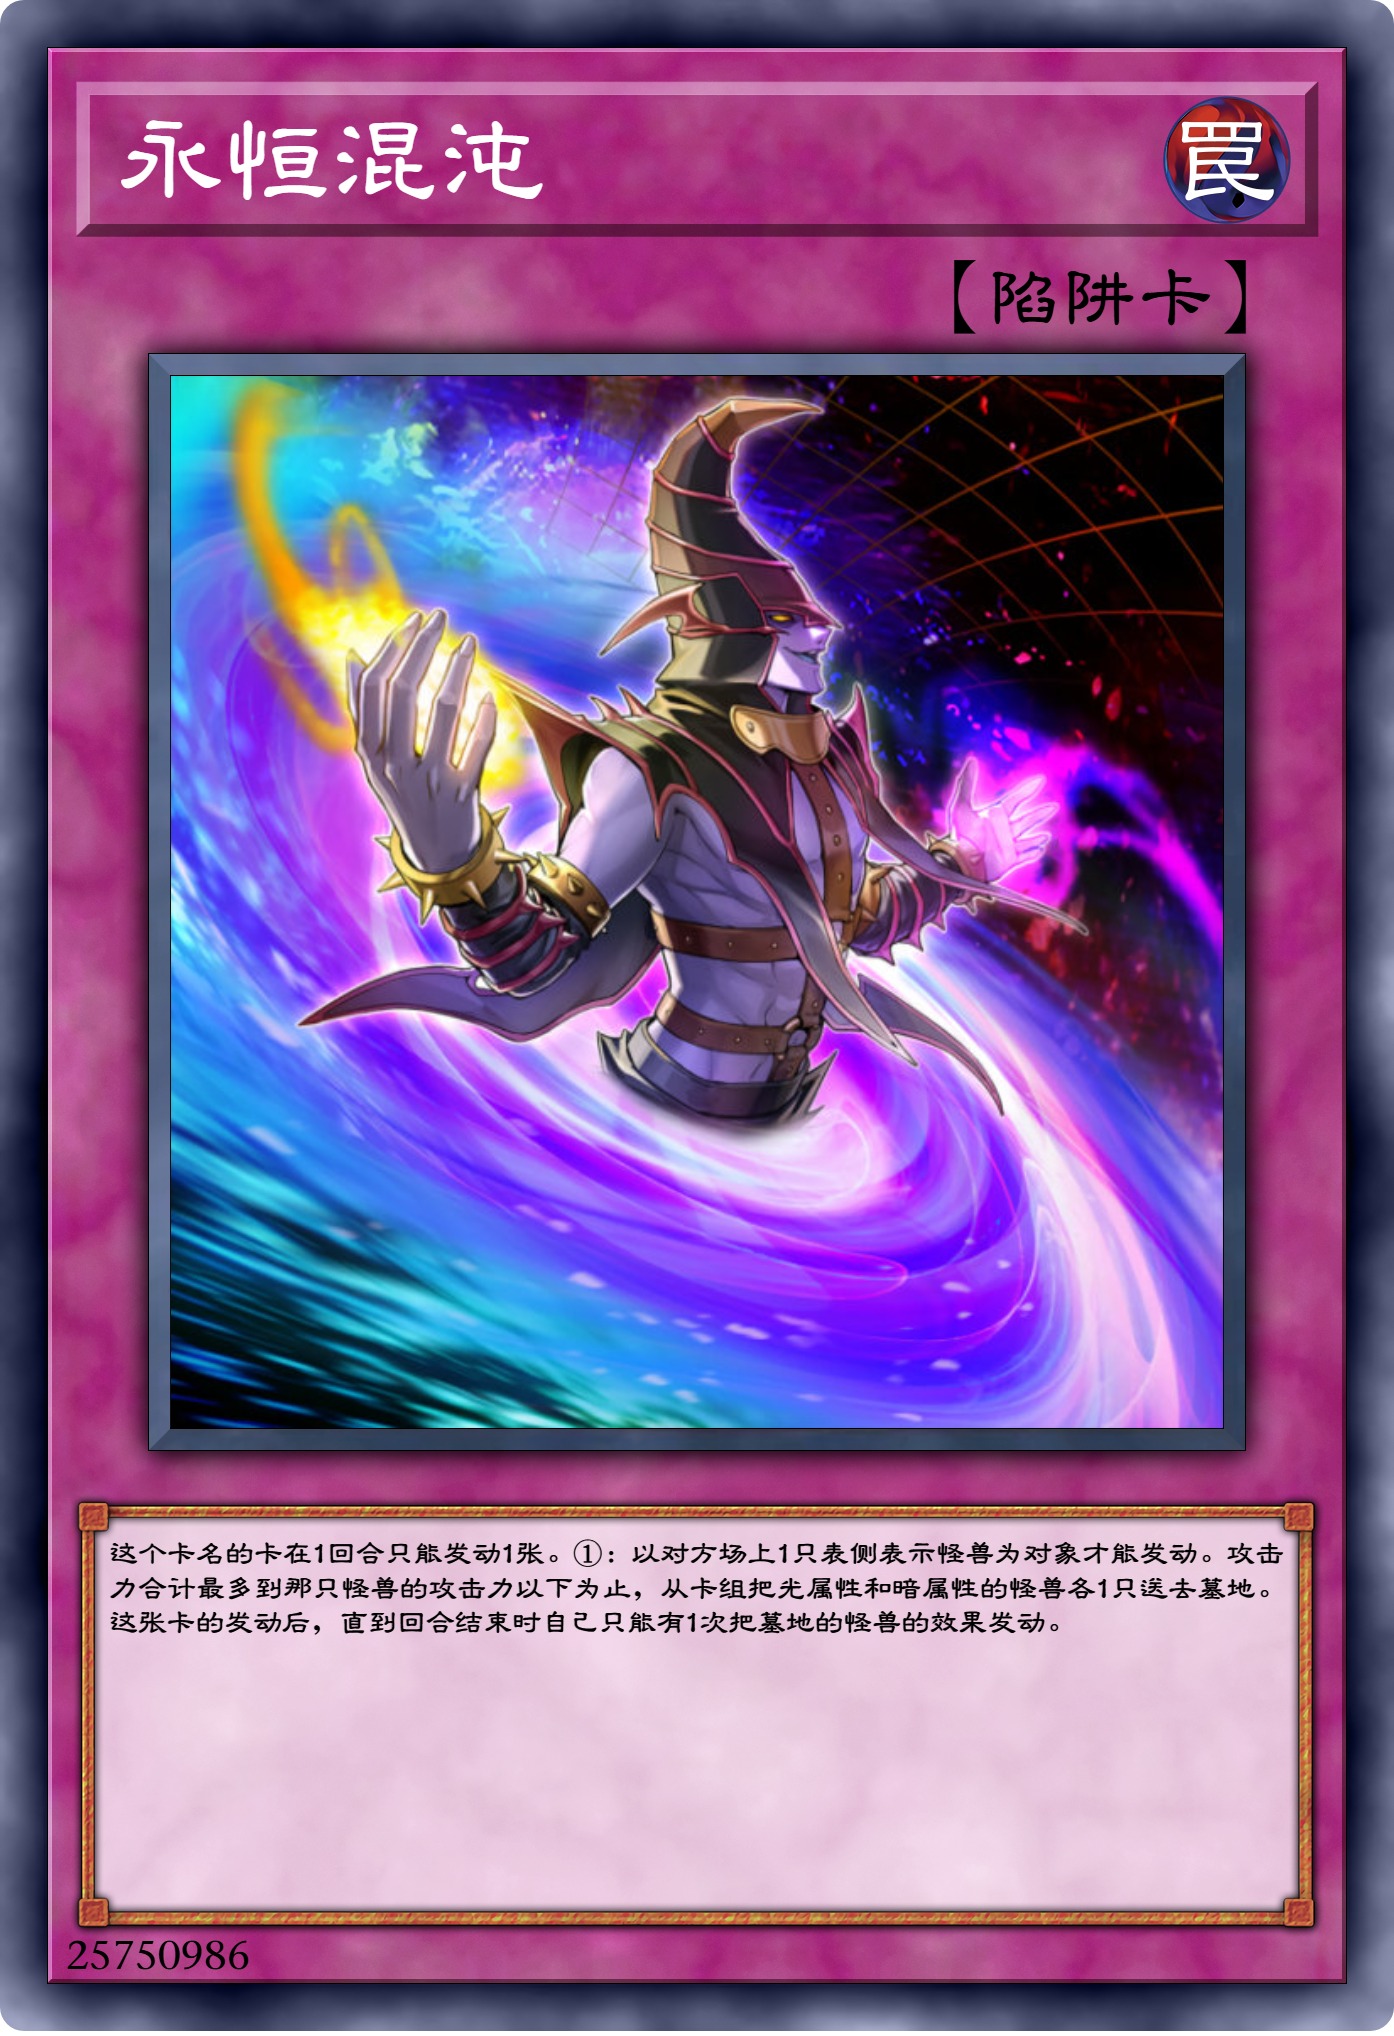 永恒混沌
罠
【陷阱卡】
这个卡名的卡在1回合只能发动1张。①：以对方场上1只表侧表示怪兽为对象才能发动。攻击
力合计最多到那只怪兽的攻击力以下为止，从卡组把光属性和暗属性的怪兽各1只送去墓地。
这张卡的发动后，直到回合结束时自己只能有1次把墓地的怪兽的效果发动。
25750986